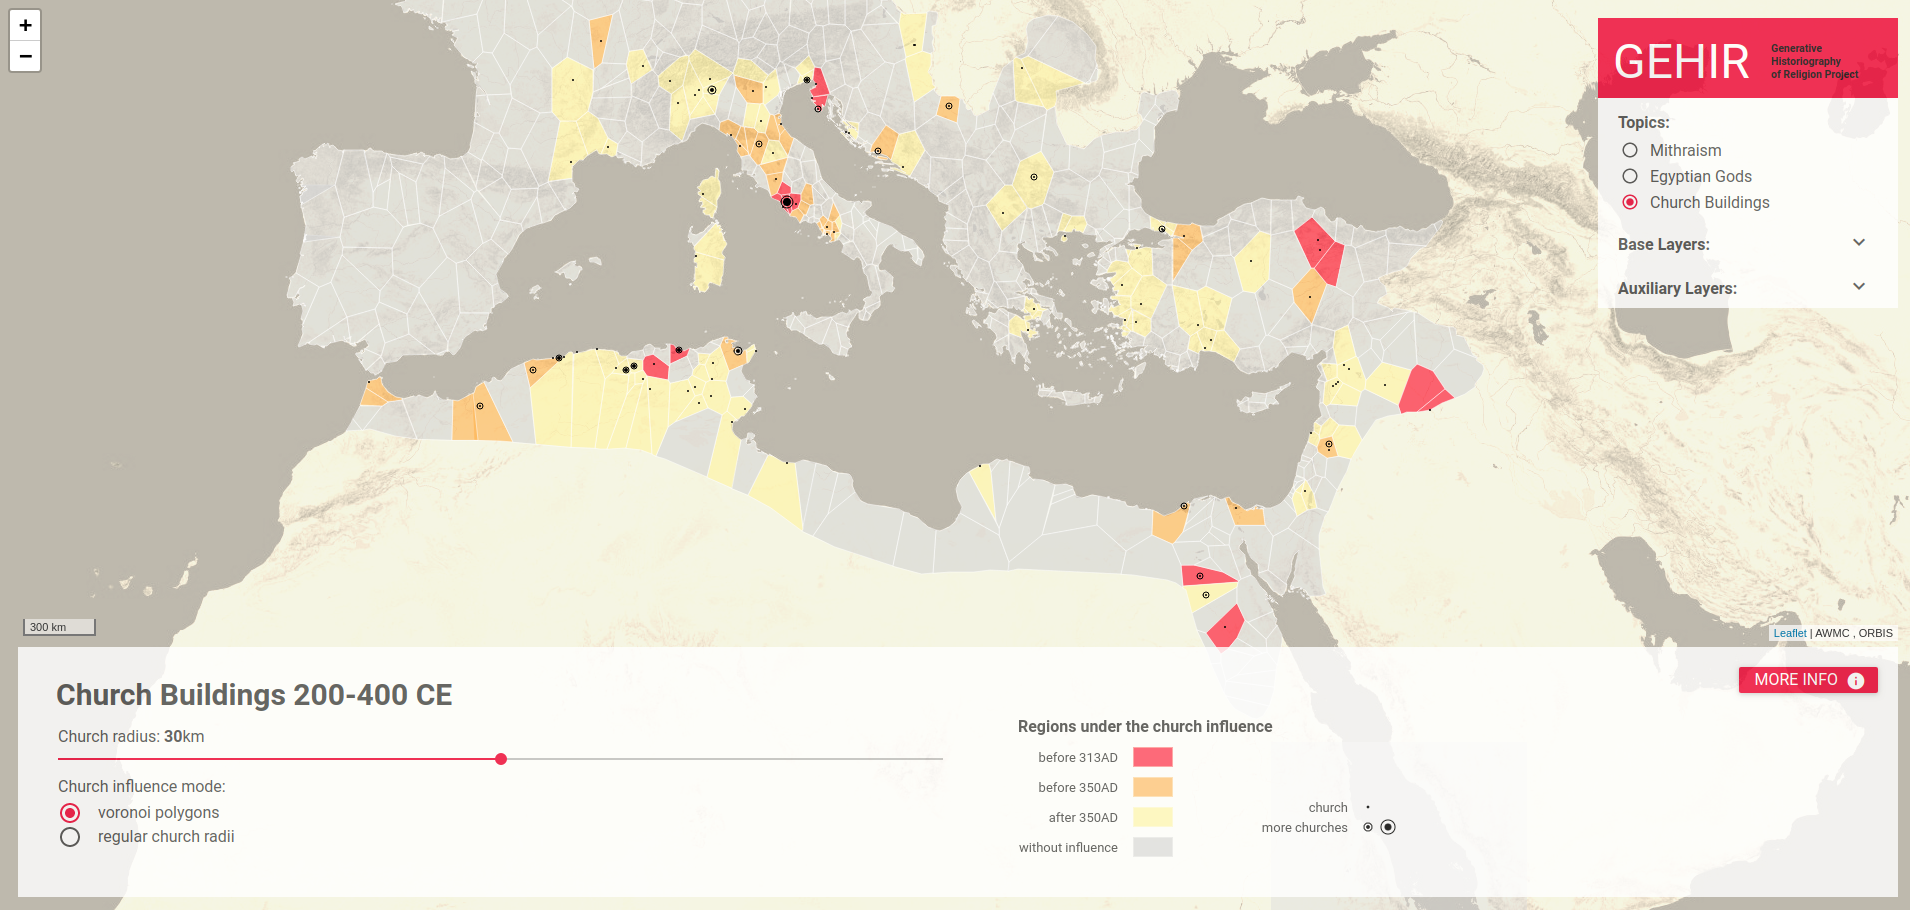 +
−
GEHIR
Generative
Historiography
of Religion Project
Topics:
Mithraism
Egyptian Gods
Church Buildings
Base Layers:
Auxiliary Layers:
300 km
Leaflet | AWMC , ORBIS
MORE INFO i
Church Buildings 200-400 CE
Church radius: 30km
Church influence mode:
voronoi polygons
regular church radii
Regions under the church influence
before 313AD
before 350AD
after 350AD
without influence
church
more churches